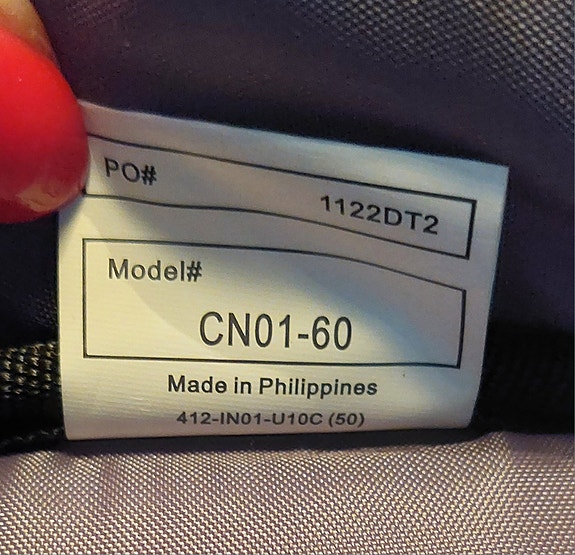 PO#
1122DT2
Model#
CN01-60
Made in Philippines
412-IN01-U10C (50)